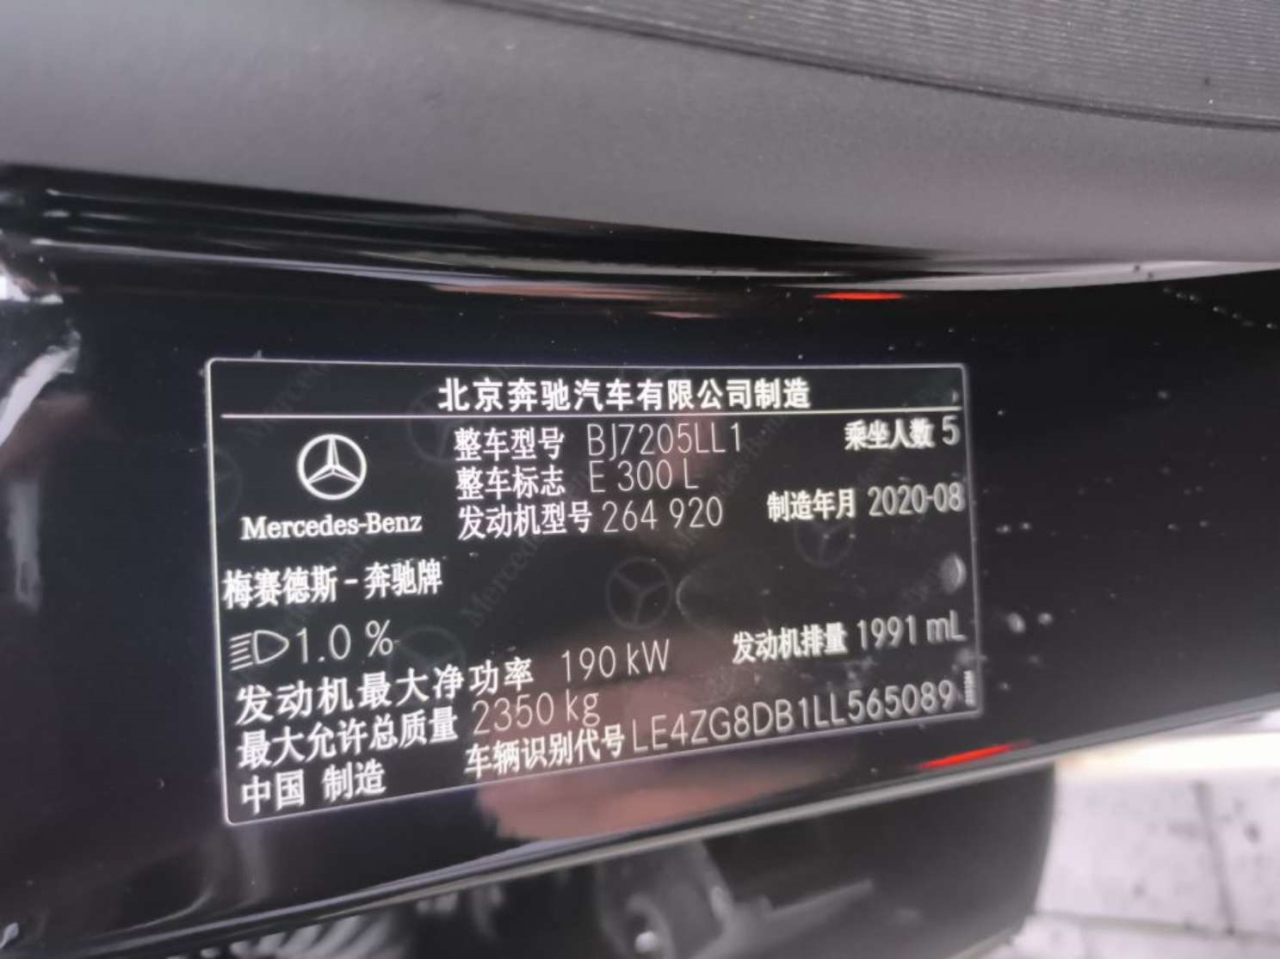 北京奔驰汽车有限公司制造
整车型号 BJ7205LL1 乘坐人数 5
整车标志 E 300 L
发动机型号 264 920 制造年月 2020-08
Mercedes-Benz
梅赛德斯-奔驰牌
1.0 %
发动机最大净功率 190 kW 发动机排量 1991 mL
最大允许总质量 2350 kg
中国 制造 车辆识别代号 LE4ZG8DB1LL565089